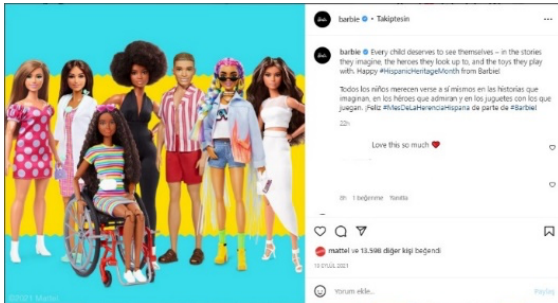 barbie • Takiptesin
barbie Every child deserves to see themselves – in the stories
they imagine, the heroes they look up to, and the toys they play
with. Happy #HispanicHeritageMonth from Barbie!
Todos los niños merecen verse a sí mismos en las historias que
imaginan, en los héroes que admiran y en los juguetes con los que
juegan. ¡Feliz #MesDeLaHerenciaHispana de parte de #Barbie!
22h
Love this so much
8h 1 beğenme Yanıtla
mattel ve 13.590 diğer kişi beğendi
EYLÜL 2021
Yorum ekle...
Paylaş
©2021 Mattel